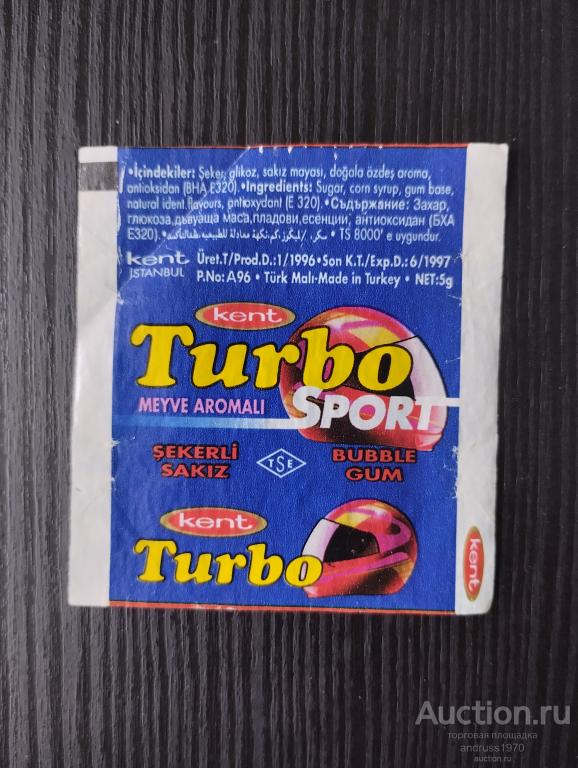 •İçindekiler: Şeker, glikoz, sakız mayası, doğala özdeş aroma,
antioksidan (BHA E320). •Ingredients: Sugar, corn syrup, gum base,
natural ident.flavours, antioxydant (E 320). •Съдържание: Захар,
глюкоза, дъвчаща маса, пладови, есенции, антиоксидан (БХА
E320). • TS 8000' e uygundur.
kent Üret.T/Prod.D.:1/1996 •Son K.T./Exp.D.:6/1997
İSTANBUL P.No:A96 • Türk Malı-Made in Turkey • NET:5g
kent
Turbo
MEYVE AROMALI SPORT
ŞEKERLİ SAKIZ TSE BUBBLE GUM
kent
Turbo
kent
Auction.ru
торговая площадка
andruss1970
auction.ru